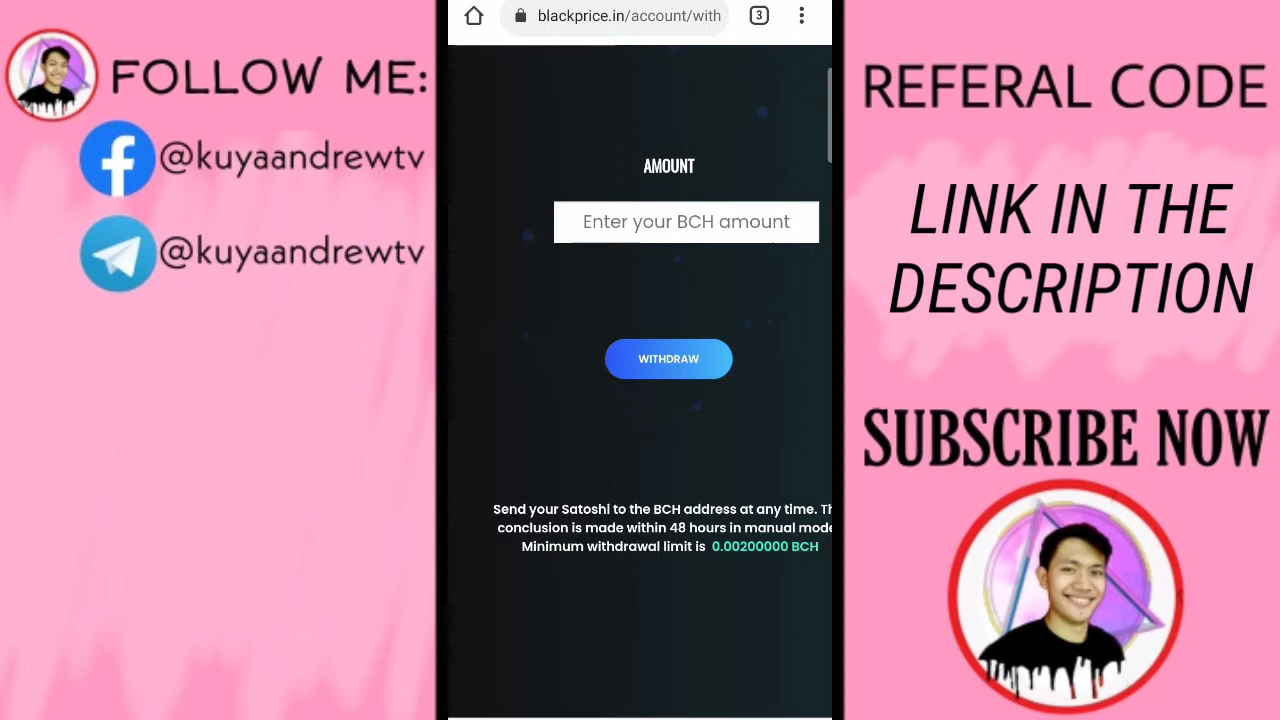 FOLLOW ME:
@kuyaandrewtv
@kuyaandrewtv
3
blackprice.in/account/with
AMOUNT
Enter your BCH amount
WITHDRAW
Send your Satoshi to the BCH address at any time. Th
conclusion is made within 48 hours in manual mode
Minimum withdrawal limit is 0.00200000 BCH
REFERAL CODE
LINK IN THE
DESCRIPTION
SUBSCRIBE NOW